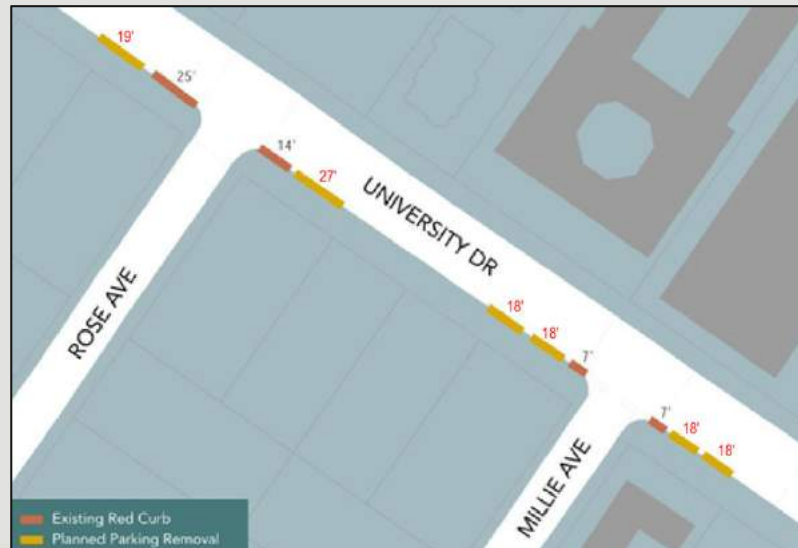 19'
25'
14'
27'
UNIVERSITY DR
ROSE AVE
18'
18'
7'
7'
18'
18'
MILLIE AVE
Existing Red Curb
Planned Parking Removal